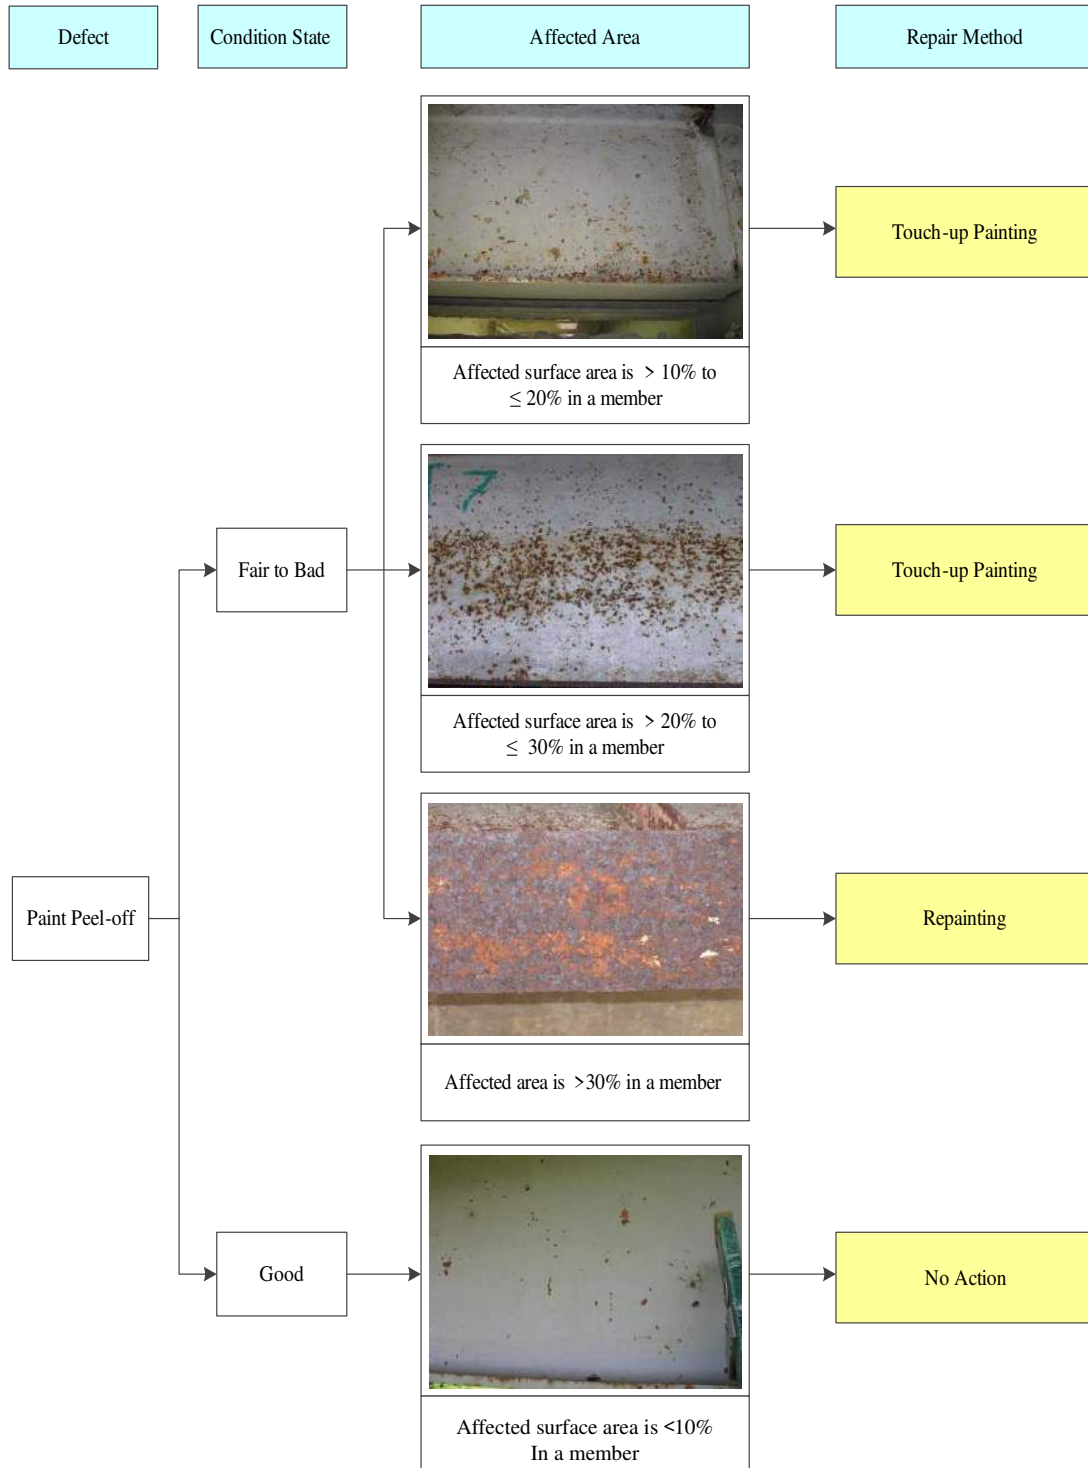 Defect
Condition State
Affected Area
Repair Method
Touch-up Painting
Affected surface area is > 10% to
≤ 20% in a member
T7
Fair to Bad
Touch-up Painting
Affected surface area is > 20% to
≤ 30% in a member
Paint Peel-off
Repainting
Affected area is >30% in a member
Good
No Action
Affected surface area is <10%
In a member